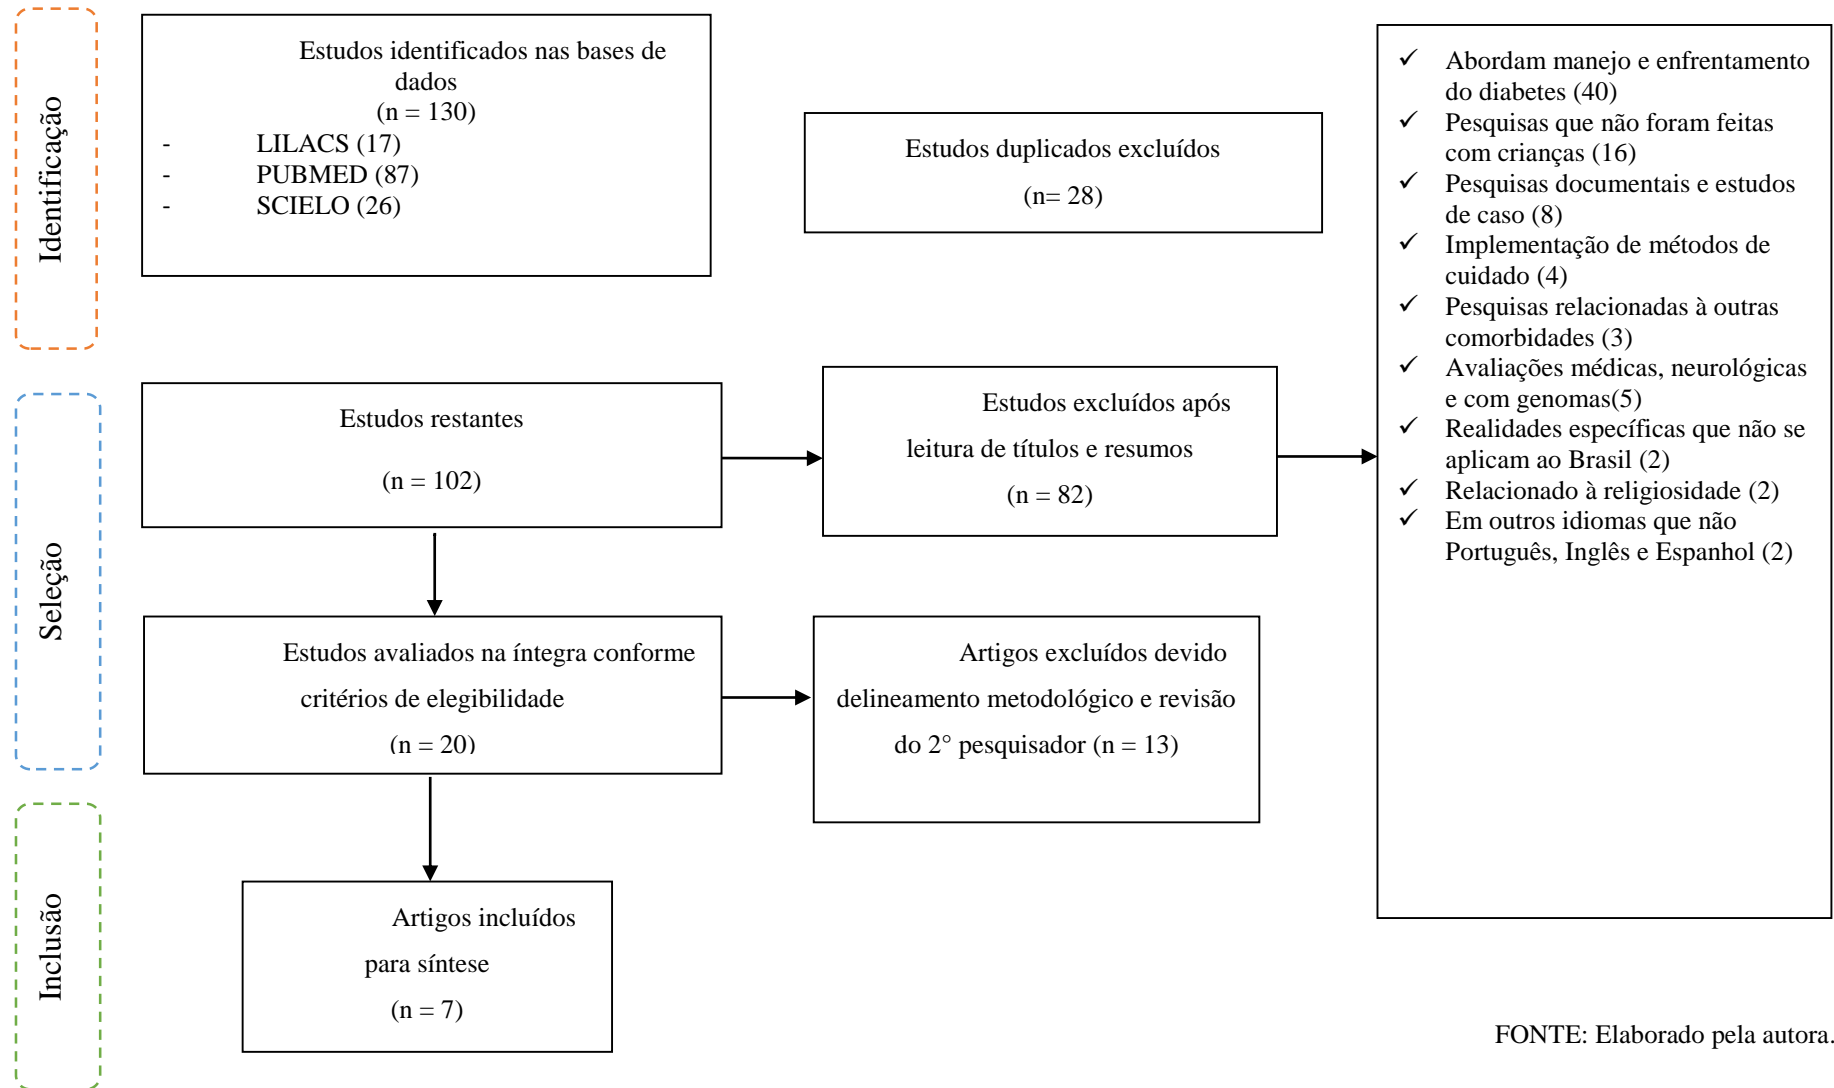 Identificação
Estudos identificados nas bases de
dados
(n = 130)
- LILACS (17)
- PUBMED (87)
- SCIELO (26)
Estudos duplicados excluídos
(n= 28)
✓ Abordam manejo e enfrentamento
do diabetes (40)
✓ Pesquisas que não foram feitas
com crianças (16)
✓ Pesquisas documentais e estudos
de caso (8)
✓ Implementação de métodos de
cuidado (4)
✓ Pesquisas relacionadas à outras
comorbidades (3)
✓ Avaliações médicas, neurológicas
e com genomas(5)
✓ Realidades específicas que não se
aplicam ao Brasil (2)
✓ Relacionado à religiosidade (2)
✓ Em outros idiomas que não
Português, Inglês e Espanhol (2)
Seleção
Estudos restantes
(n = 102)
Estudos excluídos após
leitura de títulos e resumos
(n = 82)
Estudos avaliados na íntegra conforme
critérios de elegibilidade
(n = 20)
Artigos excluídos devido
delineamento metodológico e revisão
do 2° pesquisador (n = 13)
Inclusão
Artigos incluídos
para síntese
(n = 7)
FONTE: Elaborado pela autora.